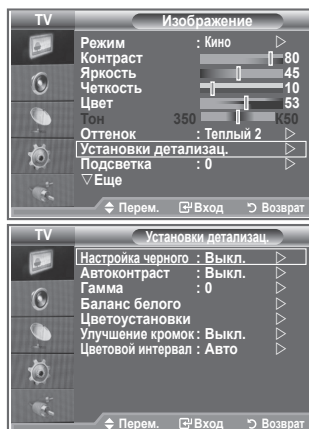 TV Изображение
Режим : Кино
Контраст 80
Яркость 45
Четкость 10
Цвет 53
Тон З50 К50
Оттенок : Теплый 2
Установки детализац.
Подсветка : 0
▽Еще
Перем. Вход Возврат
TV Установки детализац.
Настройка черного : Выкл.
Автоконтраст : Выкл.
Гамма : 0
Баланс белого
Цветоустановки
Улучшение кромок : Выкл.
Цветовой интервал : Авто
Перем. Вход Возврат